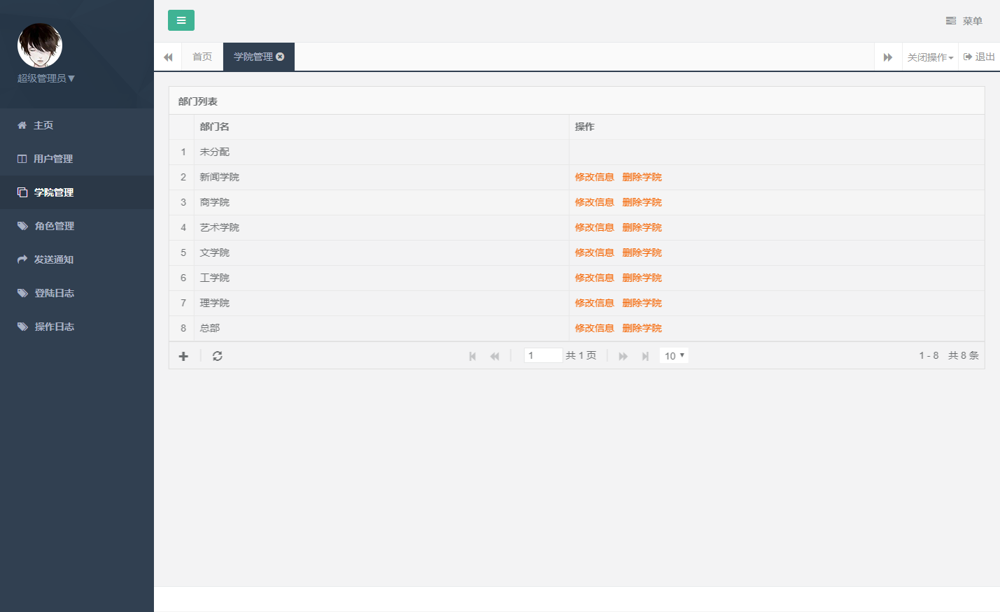 菜单
首页
学院管理
关闭操作
退出
超级管理员▼
主页
用户管理
学院管理
角色管理
发送通知
登陆日志
操作日志
部门列表
部门名 操作
1 未分配
2 新闻学院 修改信息 删除学院
3 商学院 修改信息 删除学院
4 艺术学院 修改信息 删除学院
5 文学院 修改信息 删除学院
6 工学院 修改信息 删除学院
7 理学院 修改信息 删除学院
8 总部 修改信息 删除学院
1 共 1 页 10 1 - 8 共 8 条